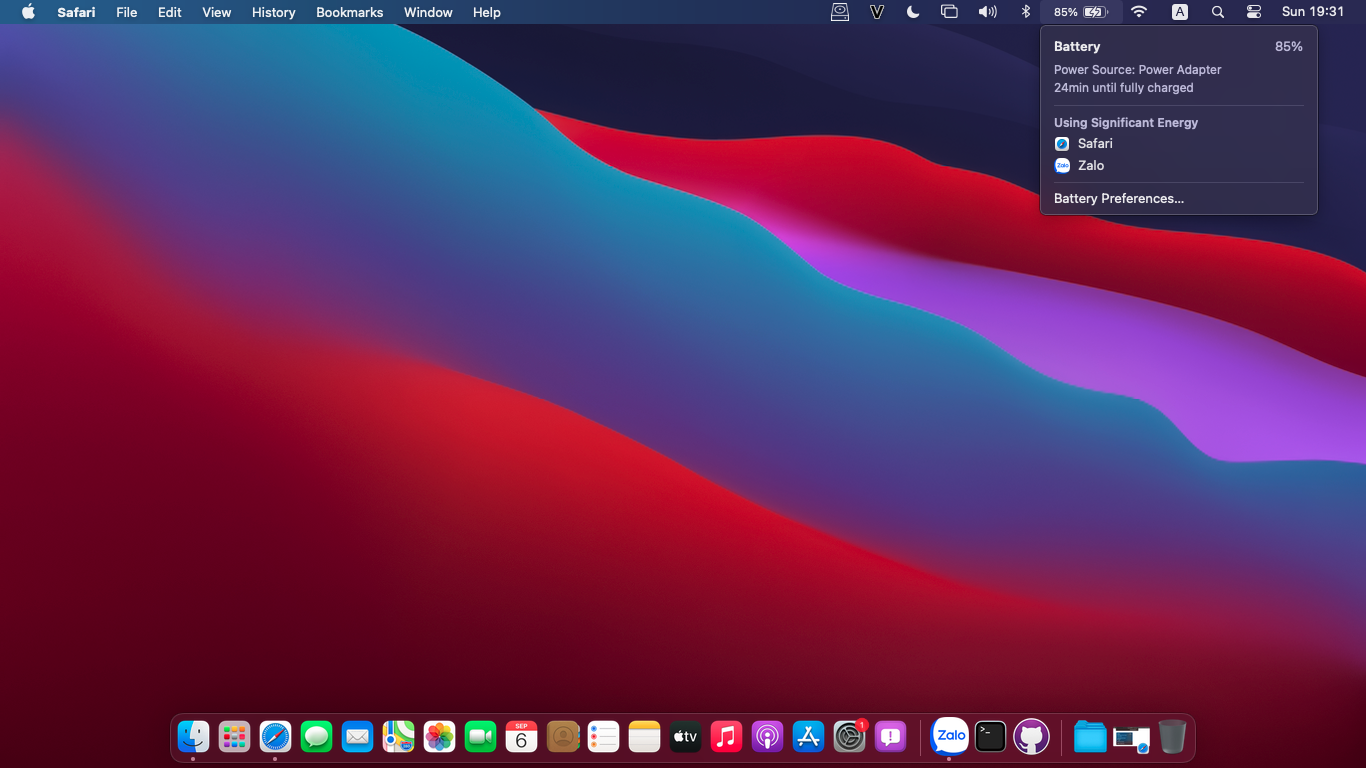 Safari File Edit View History Bookmarks Window Help V 85% A Sun 19:31
Battery 85%
Power Source: Power Adapter
24min until fully charged
Using Significant Energy
Safari
Zalo Zalo
Battery Preferences...
SEP
6
tv
1
Zalo
>_